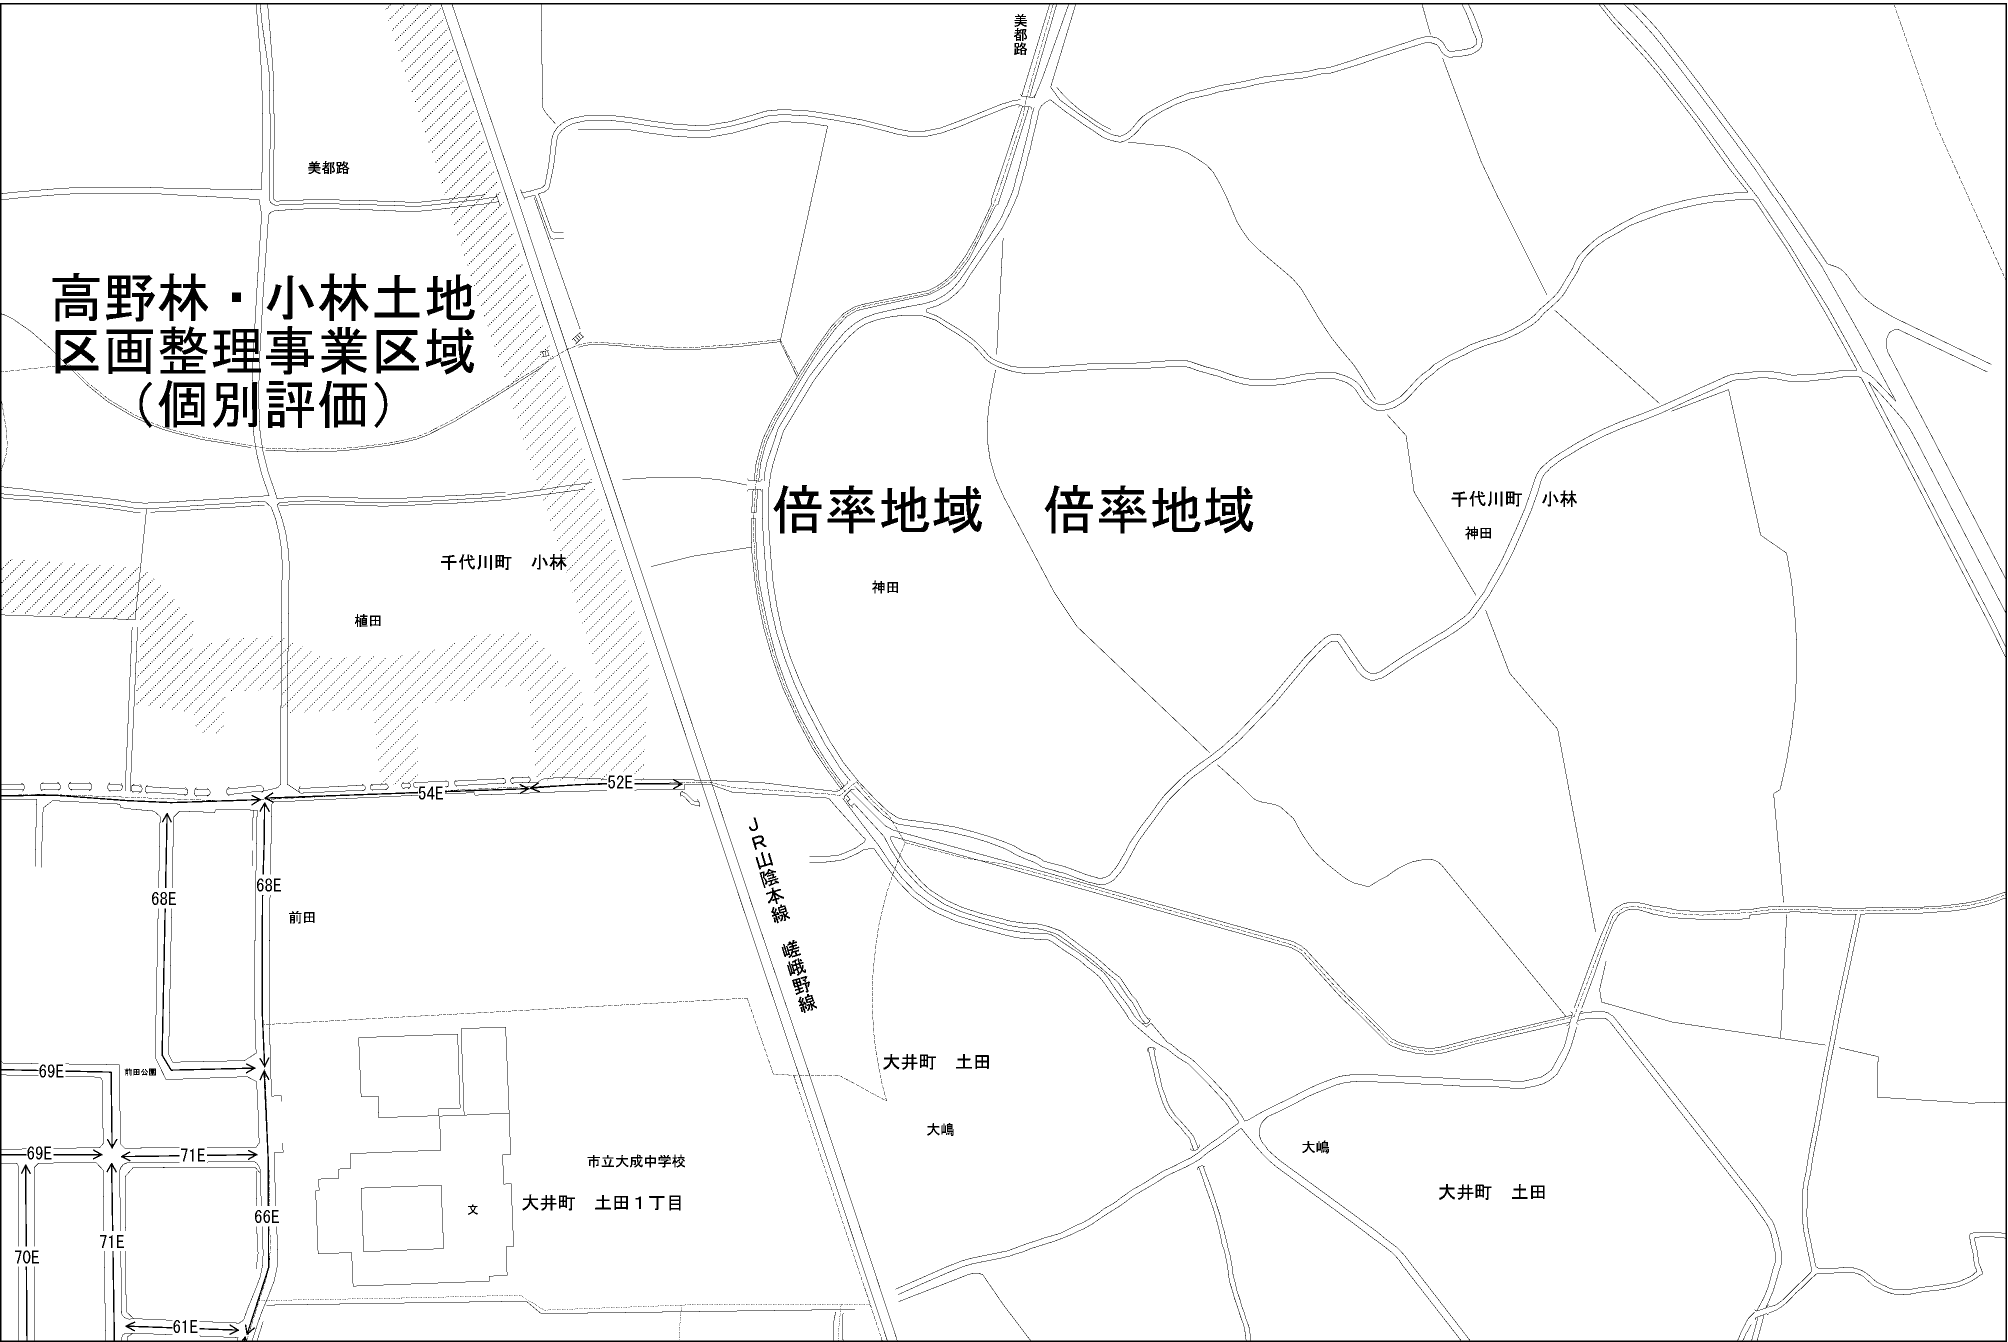 美都路
美都路
高野林・小林土地
区画整理事業区域
（個別評価）
倍率地域
倍率地域
千代川町　小林
神田
千代川町　小林
神田
植田
52E
54E
JR山陰本線　嵯峨野線
68E
68E
前田
大井町　土田
69E
前田公園
大嶋
大嶋
69E
71E
市立大成中学校
大井町　土田
大井町　土田１丁目
文
66E
71E
70E
61E